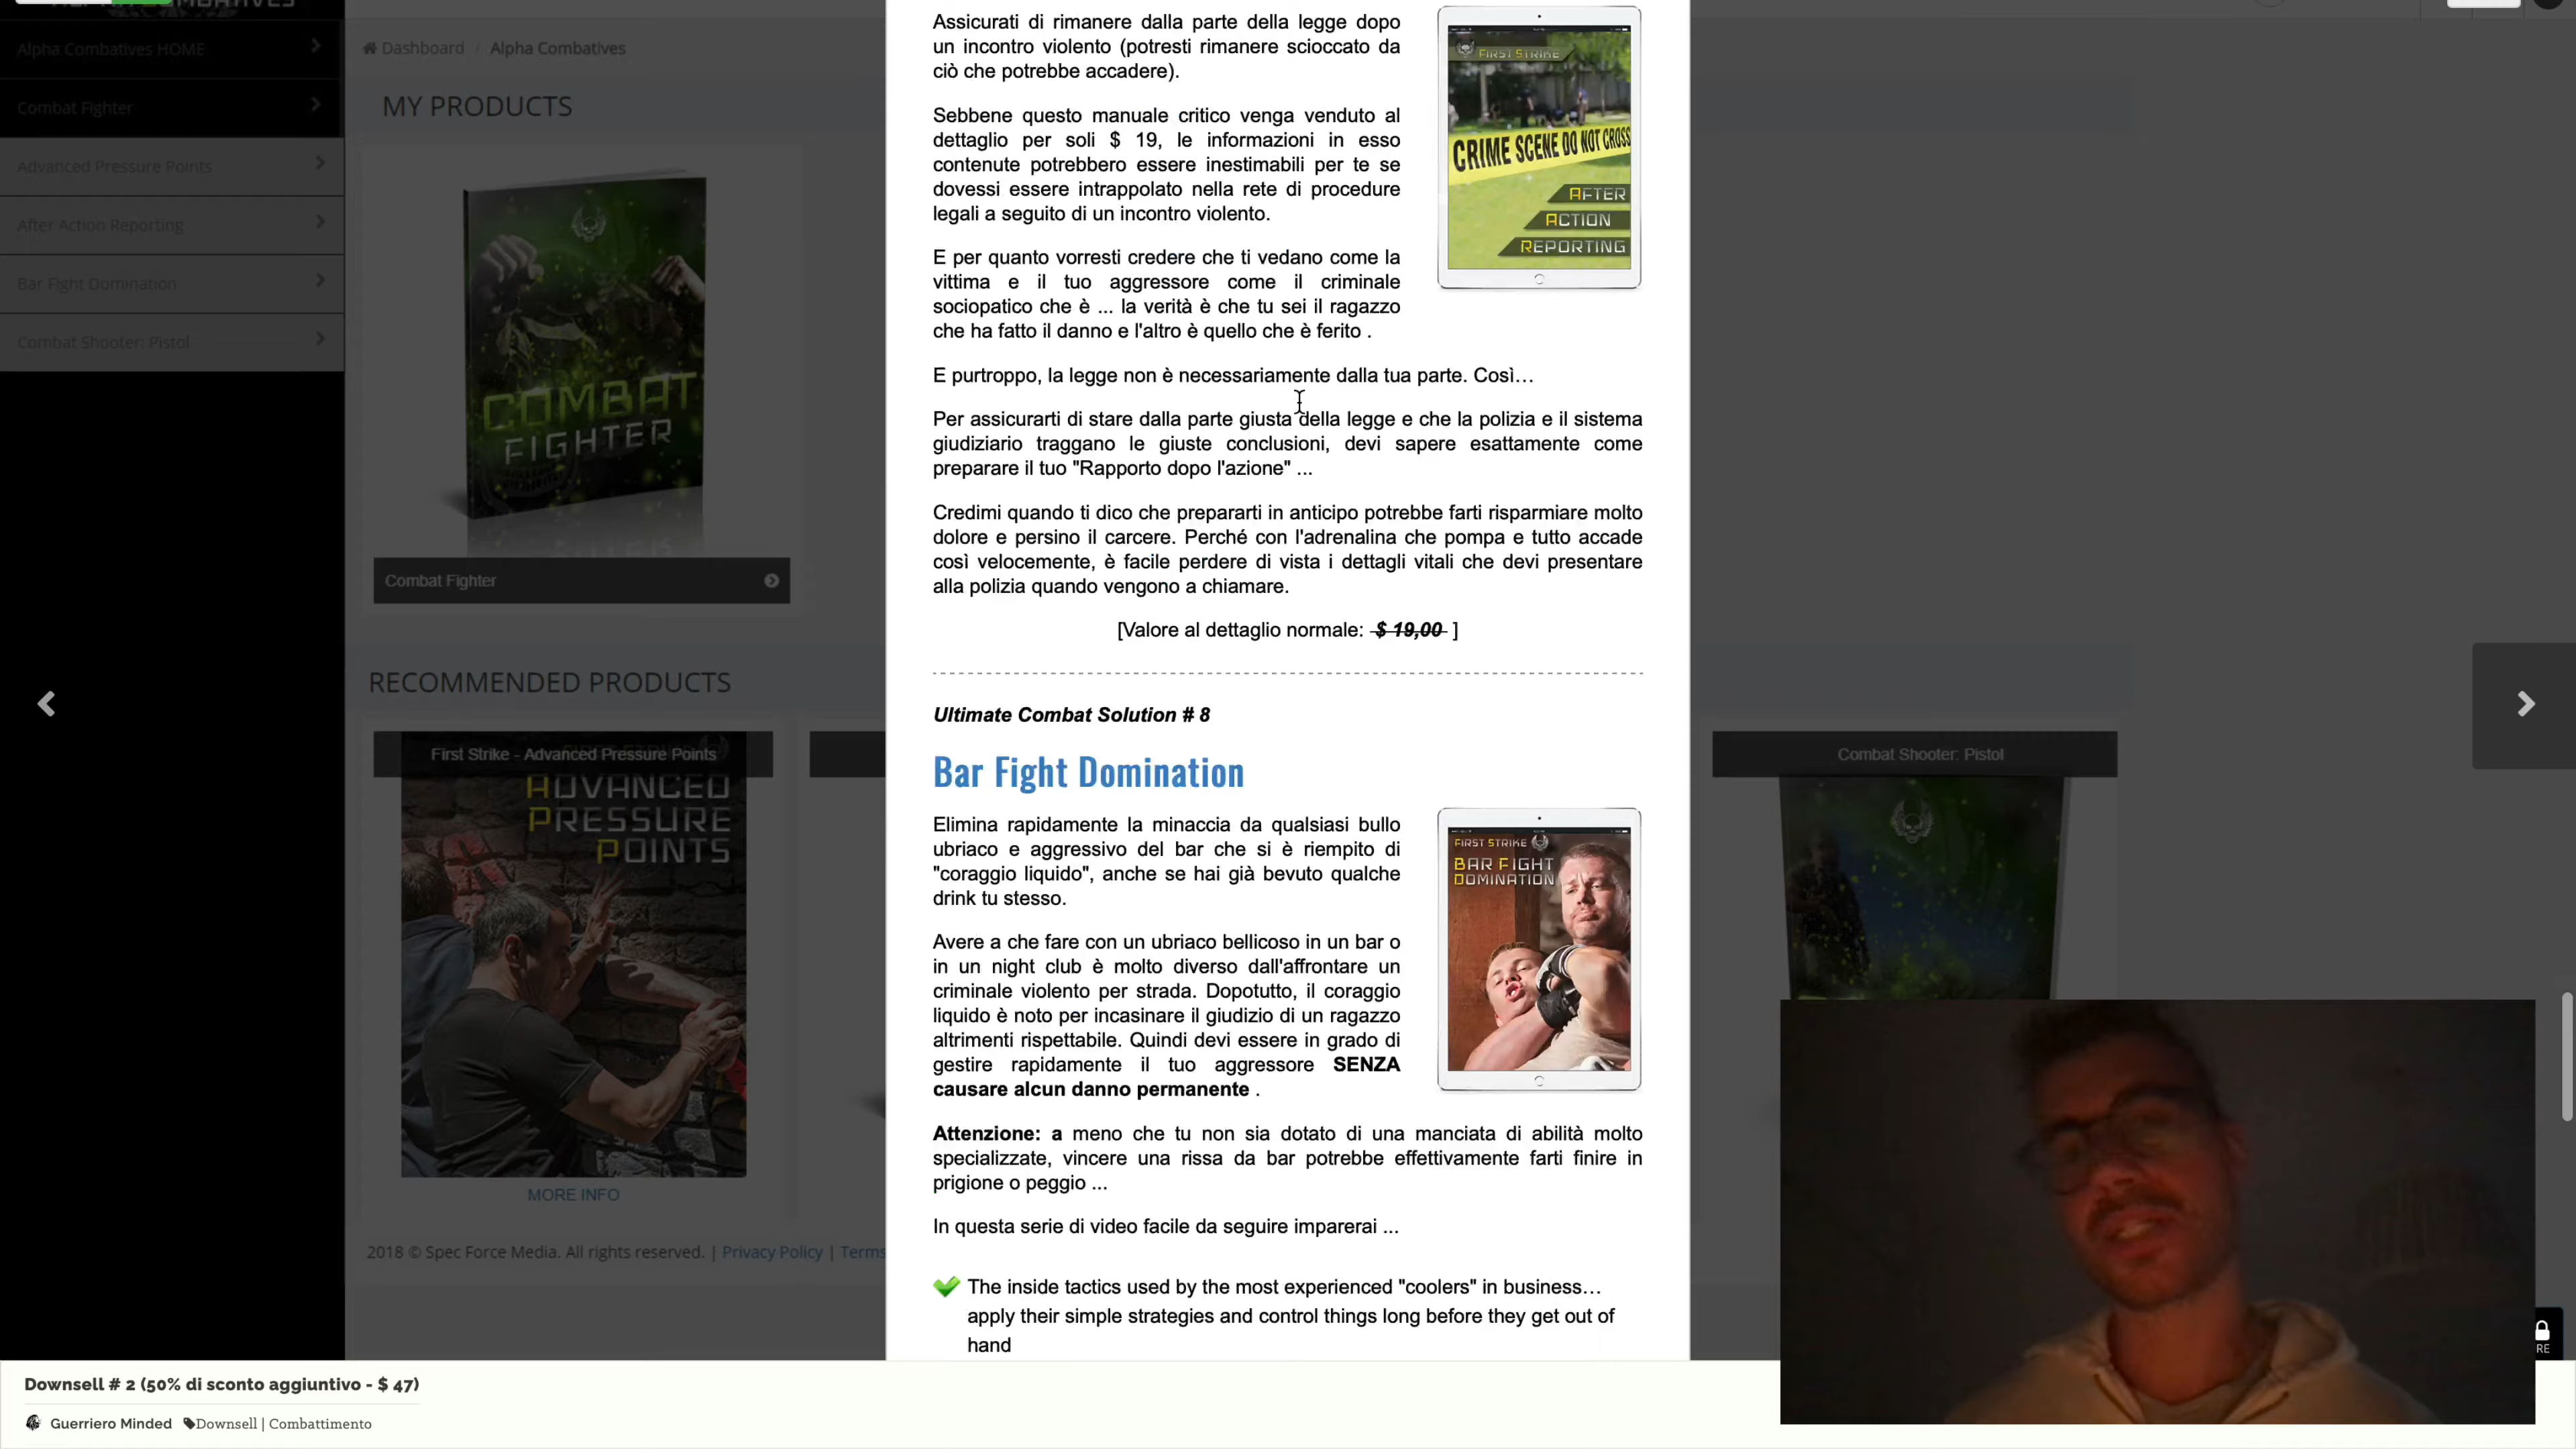 Alpha Combatives HOME
Combat Fighter
Advanced Pressure Points
After Action Reporting
Bar Fight Domination
Combat Shooter: Pistol
Dashboard / Alpha Combatives
MY PRODUCTS
COMBAT
FIGHTER
Combat Fighter
RECOMMENDED PRODUCTS
First Strike - Advanced Pressure Points
ADVANCED
PRESSURE
POINTS
MORE INFO
Combat Shooter: Pistol
2018 © Spec Force Media. All rights reserved. | Privacy Policy | Terms
Assicurati di rimanere dalla parte della legge dopo
un incontro violento (potresti rimanere scioccato da
ciò che potrebbe accadere).
Sebbene questo manuale critico venga venduto al
dettaglio per soli $ 19, le informazioni in esso
contenute potrebbero essere inestimabili per te se
dovessi essere intrappolato nella rete di procedure
legali a seguito di un incontro violento.
E per quanto vorresti credere che ti vedano come la
vittima e il tuo aggressore come il criminale
sociopatico che è ... la verità è che tu sei il ragazzo
che ha fatto il danno e l'altro è quello che è ferito .
FIRST STRIKE
CRIME SCENE DO NOT CROSS
AFTER
ACTION
REPORTING
E purtroppo, la legge non è necessariamente dalla tua parte. Così…
Per assicurarti di stare dalla parte giusta della legge e che la polizia e il sistema
giudiziario traggano le giuste conclusioni, devi sapere esattamente come
preparare il tuo "Rapporto dopo l'azione" ...
Credimi quando ti dico che prepararti in anticipo potrebbe farti risparmiare molto
dolore e persino il carcere. Perché con l'adrenalina che pompa e tutto accade
così velocemente, è facile perdere di vista i dettagli vitali che devi presentare
alla polizia quando vengono a chiamare.
[Valore al dettaglio normale: $ 19,00 ]
Ultimate Combat Solution # 8
Bar Fight Domination
Elimina rapidamente la minaccia da qualsiasi bullo
ubriaco e aggressivo del bar che si è riempito di
"coraggio liquido", anche se hai già bevuto qualche
drink tu stesso.
Avere a che fare con un ubriaco bellicoso in un bar o
in un night club è molto diverso dall'affrontare un
criminale violento per strada. Dopotutto, il coraggio
liquido è noto per incasinare il giudizio di un ragazzo
altrimenti rispettabile. Quindi devi essere in grado di
gestire rapidamente il tuo aggressore SENZA
causare alcun danno permanente .
FIRST STRIKE
BAR FIGHT
DOMINATION
Attenzione: a meno che tu non sia dotato di una manciata di abilità molto
specializzate, vincere una rissa da bar potrebbe effettivamente farti finire in
prigione o peggio ...
In questa serie di video facile da seguire imparerai ...
The inside tactics used by the most experienced "coolers" in business…
apply their simple strategies and control things long before they get out of
hand
RE
Downsell # 2 (50% di sconto aggiuntivo - $ 47)
Guerriero Minded Downsell | Combattimento